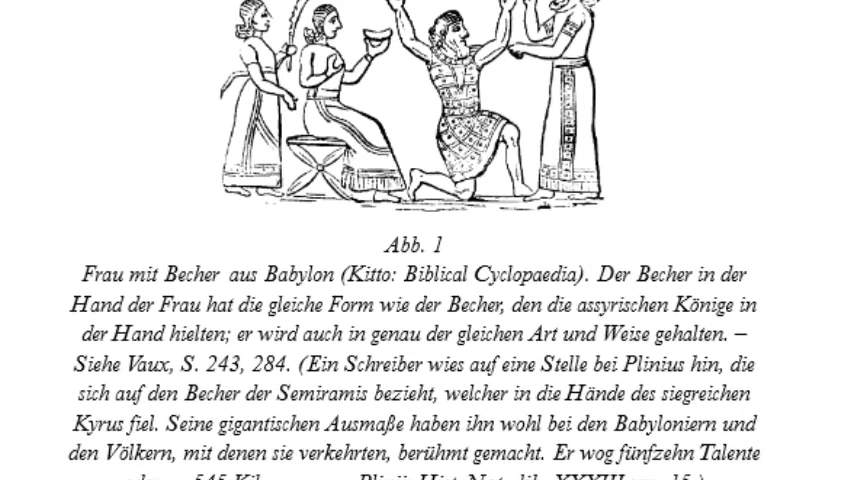 Abb. 1
Frau mit Becher aus Babylon (Kitto: Biblical Cyclopaedia). Der Becher in der
Hand der Frau hat die gleiche Form wie der Becher, den die assyrischen Könige in
der Hand hielten; er wird auch in genau der gleichen Art und Weise gehalten. –
Siehe Vaux, S. 243, 284. (Ein Schreiber wies auf eine Stelle bei Plinius hin, die
sich auf den Becher der Semiramis bezieht, welcher in die Hände des siegreichen
Kyrus fiel. Seine gigantischen Ausmaße haben ihn wohl bei den Babyloniern und
den Völkern, mit denen sie verkehrten, berühmt gemacht. Er wog fünfzehn Talente